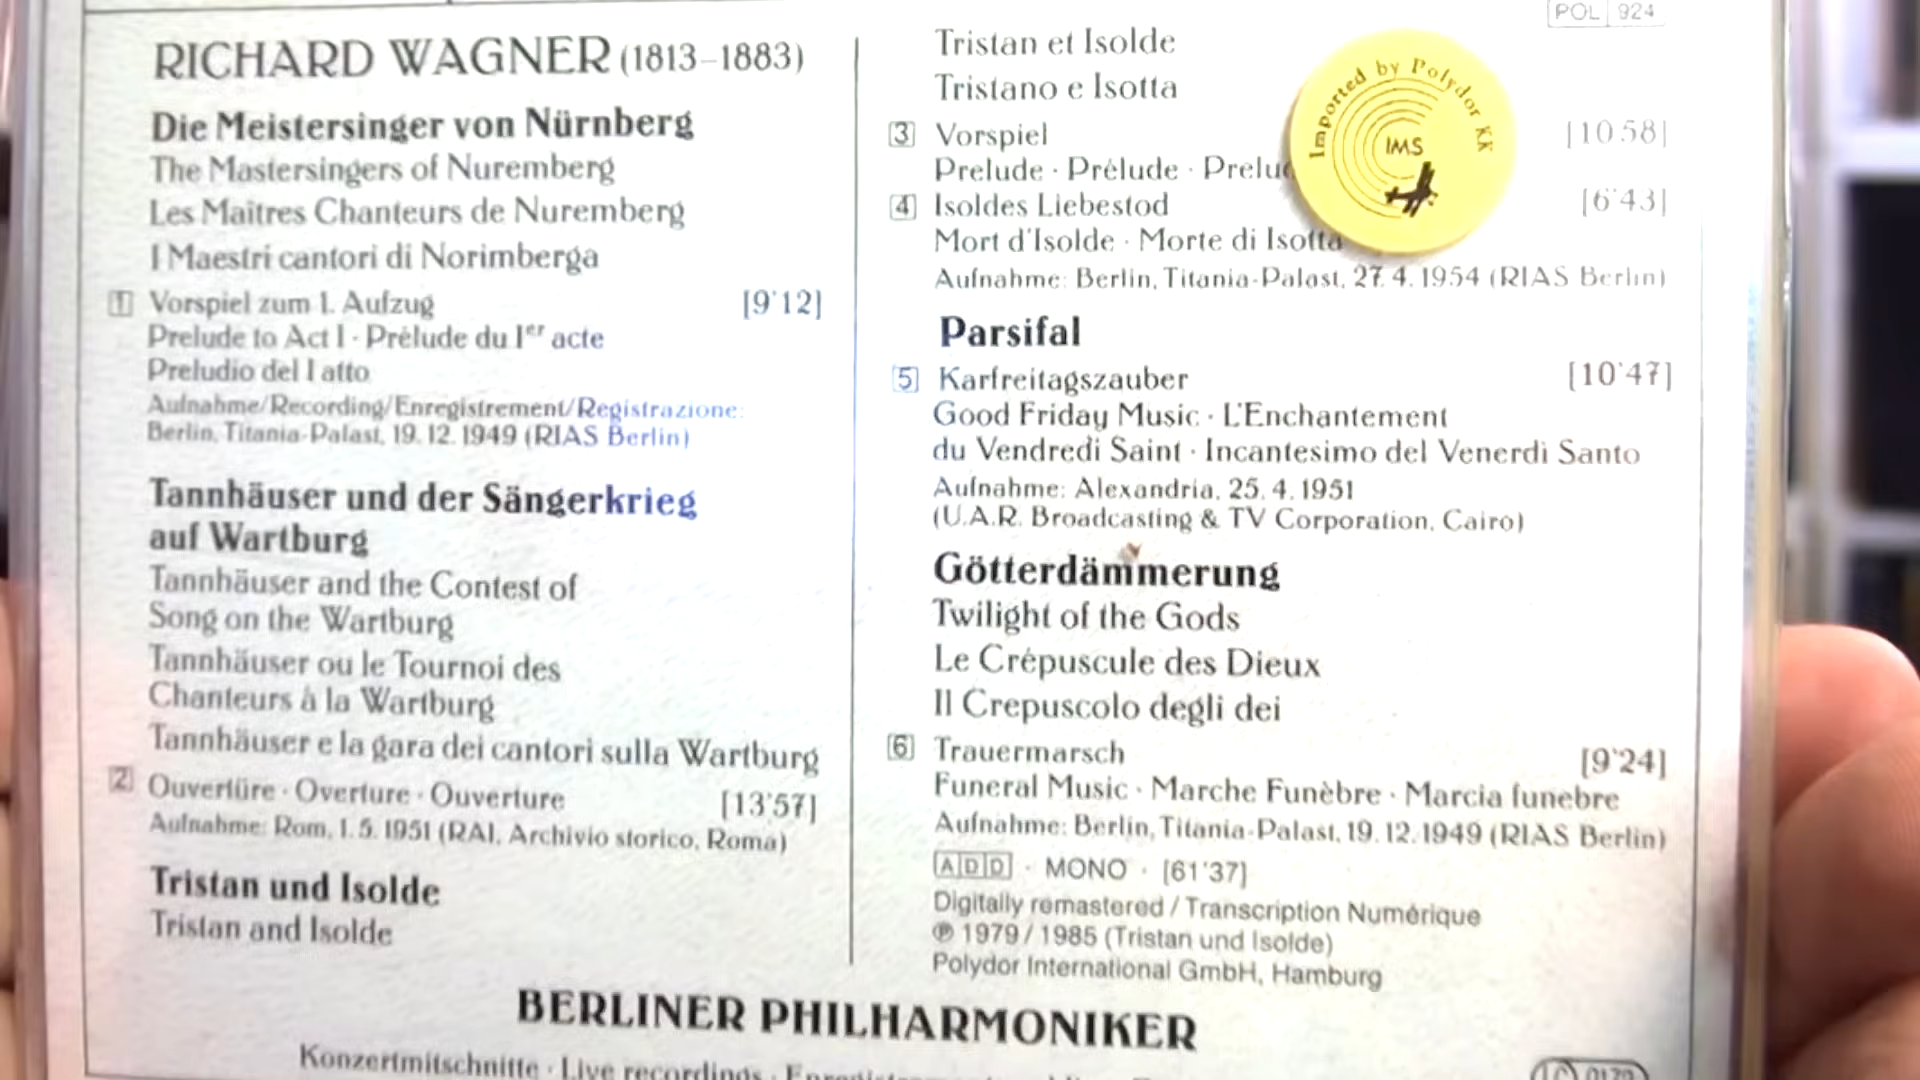 RICHARD WAGNER (1813–1883)
Die Meistersinger von Nürnberg
The Mastersingers of Nuremberg
Les Maîtres Chanteurs de Nuremberg
I Maestri cantori di Norimberga
1 Vorspiel zum 1. Aufzug [9'12]
Prelude to Act I · Prélude du Ier acte
Preludio del I atto
Aufnahme/Recording/Enregistrement/Registrazione:
Berlin, Titania-Palast, 19. 12. 1949 (RIAS Berlin)
Tannhäuser und der Sängerkrieg
auf Wartburg
Tannhäuser and the Contest of
Song on the Wartburg
Tannhäuser ou le Tournoi des
Chanteurs à la Wartburg
Tannhäuser e la gara dei cantori sulla Wartburg
2 Ouvertüre · Overture · Ouverture [13'57]
Aufnahme: Rom, 1. 5. 1951 (RAI, Archivio storico, Roma)
Tristan und Isolde
Tristan and Isolde
POL 924
Tristan et Isolde
Tristano e Isotta
3 Vorspiel [10'58]
Prelude · Prélude ·
4 Isoldes Liebestod [6'43]
Mort d'Isolde · Morte di Isotta
Aufnahme: Berlin, Titania-Palast, 27. 4. 1954 (RIAS Berlin)
Parsifal
5 Karfreitagszauber [10'47]
Good Friday Music · L'Enchantement
du Vendredi Saint · Incantesimo del Venerdì Santo
Aufnahme: Alexandria, 25. 4. 1951
(U.A.R. Broadcasting & TV Corporation, Cairo)
Götterdämmerung
Twilight of the Gods
Le Crépuscule des Dieux
Il Crepuscolo degli dei
6 Trauermarsch [9'24]
Funeral Music · Marche Funèbre · Marcia funebre
Aufnahme: Berlin, Titania-Palast, 19. 12. 1949 (RIAS Berlin)
ADD · MONO · [61'37]
Digitally remastered / Transcription Numérique
℗ 1979 / 1985 (Tristan und Isolde)
Polydor International GmbH, Hamburg
Imported by Polydor KK
IMS
BERLINER PHILHARMONIKER
Konzertmitschnitte · Live recordings ·